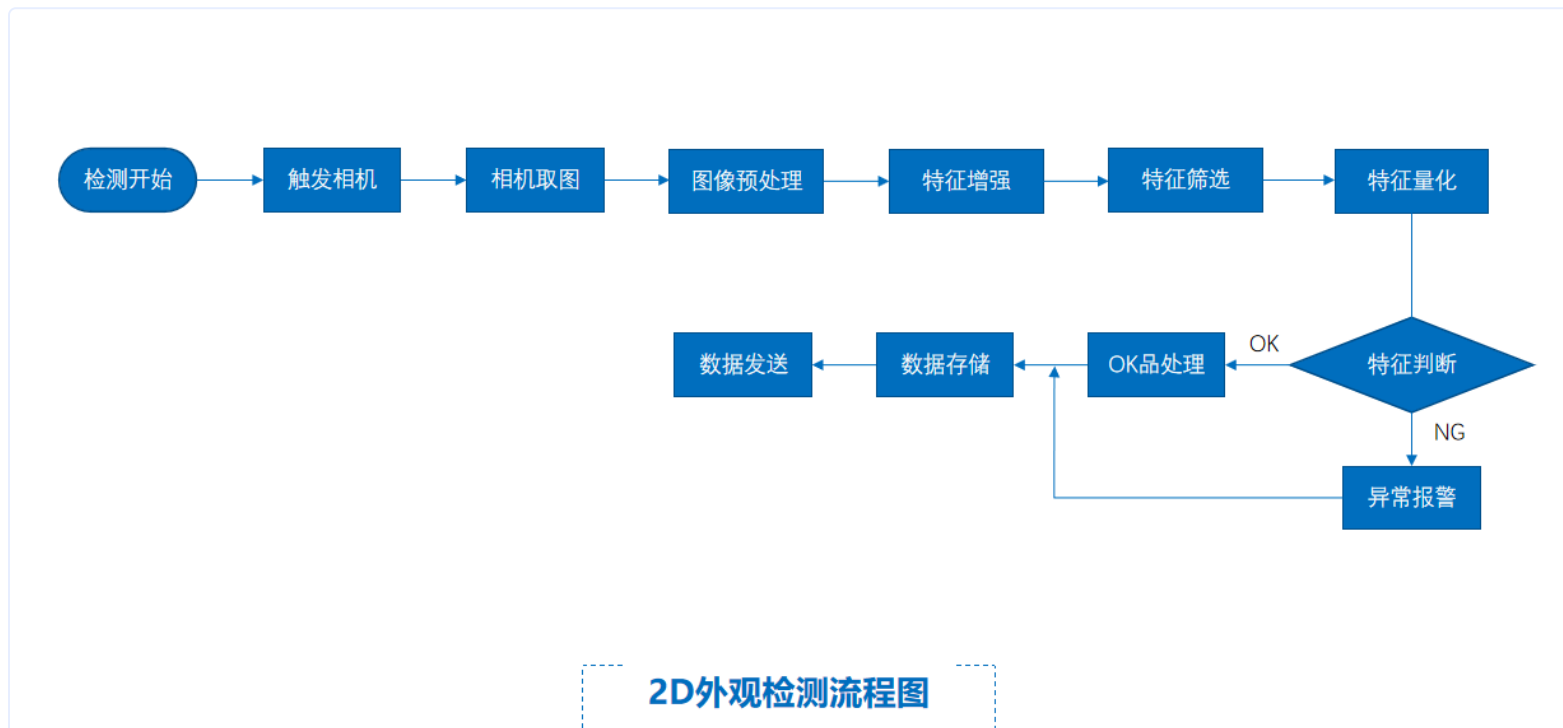 检测开始
触发相机
相机取图
图像预处理
特征增强
特征筛选
特征量化
特征判断
OK
OK品处理
数据存储
数据发送
NG
异常报警
2D外观检测流程图